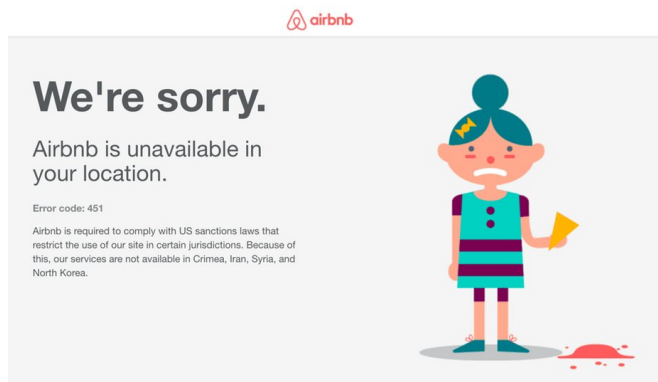 airbnb
We're sorry.
Airbnb is unavailable in
your location.
Error code: 451
Airbnb is required to comply with US sanctions laws that
restrict the use of our site in certain jurisdictions. Because of
this, our services are not available in Crimea, Iran, Syria, and
North Korea.